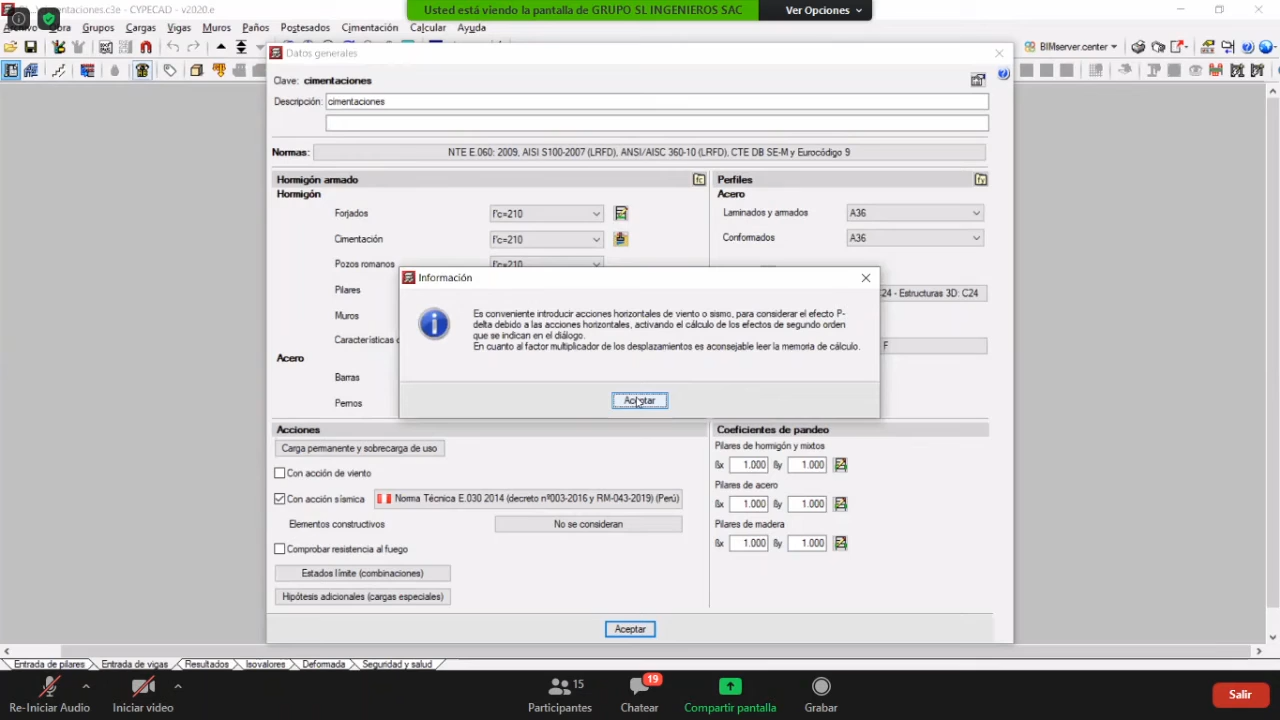 cimentaciones.c3e - CYPECAD - v2020.e
Usted está viendo la pantalla de GRUPO SL INGENIEROS SAC
Ver Opciones
Archivo Obra Grupos Cargas Vigas Muros Paños Postesados Cimentación Calcular Ayuda
BIMserver.center
Datos generales
Clave: cimentaciones
Descripción: cimentaciones
Normas: NTE E.060: 2009, AISI S100-2007 (LRFD), ANSI/AISC 360-10 (LRFD), CTE DB SE-M y Eurocódigo 9
Hormigón armado
Perfiles
Hormigón
Acero
Forjados f'c=210
Laminados y armados A36
Cimentación f'c=210
Conformados A36
Pozos romanos f'c=210
Información
Pilares
24 - Estructuras 3D: C24
Muros
Características
F
Acero
Barras
Pernos
Es conveniente introducir acciones horizontales de viento o sismo, para considerar el efecto P-
delta debido a las acciones horizontales, activando el cálculo de los efectos de segundo orden
que se indican en el diálogo.
En cuanto al factor multiplicador de los desplazamientos es aconsejable leer la memoria de cálculo.
Aceptar
Acciones
Coeficientes de pandeo
Carga permanente y sobrecarga de uso
Pilares de hormigón y mixtos
ßx 1.000 ßy 1.000
Con acción de viento
Pilares de acero
Con acción sísmica Norma Técnica E.030 2014 (decreto nº003-2016 y RM-043-2019) (Perú)
ßx 1.000 ßy 1.000
Elementos constructivos No se consideran
Pilares de madera
ßx 1.000 ßy 1.000
Comprobar resistencia al fuego
Estados límite (combinaciones)
Hipótesis adicionales (cargas especiales)
Aceptar
Entrada de pilares Entrada de vigas Resultados Isovalores Deformada Seguridad y salud
15
19
Re-Iniciar Audio Iniciar video Participantes Chatear Compartir pantalla Grabar Salir